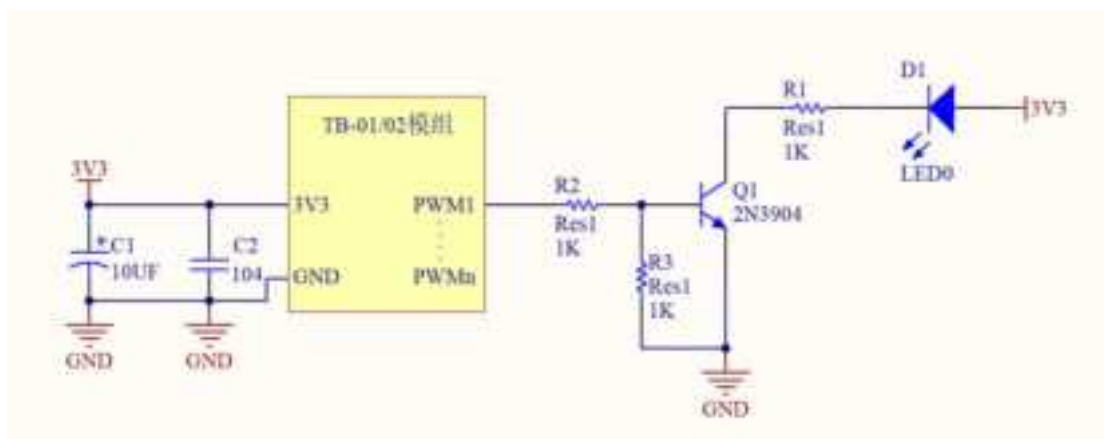 D1
R1
3V3
Res1
1K
LED0
TB-01/02模组
3V3
3V3
PWM1
R2
Res1
1K
Q1
2N3904
C1
10UF
C2
104
GND
PWMn
R3
Res1
1K
GND
GND
GND